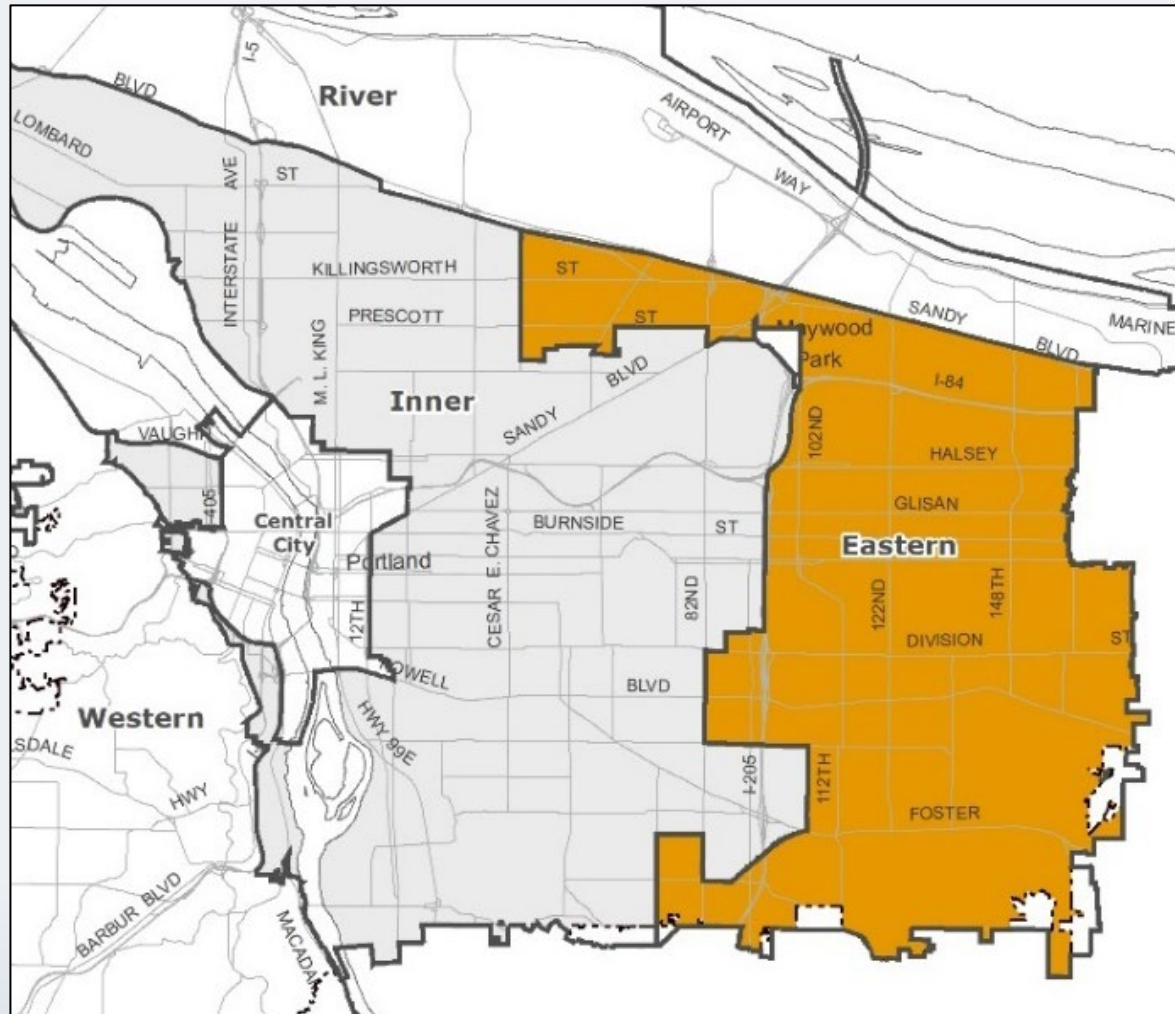 I-5
BLVD
River
LOMBARD
AIRPORT
WAY
INTERSTATE AVE
ST
KILLINGSWORTH
ST
PRESCOTT
ST
SANDY
BLVD
MARINE
Maywood
Park
M. L. KING
BLVD
I-84
Inner
SANDY
102ND
VAUGHN
HALSEY
405
GLISAN
Central
City
CESAR E. CHAVEZ
BURNSIDE
ST
Eastern
Portland
12TH
82ND
122ND
148TH
DIVISION
ST
POWELL
BLVD
Western
HWY 99E
SDALE
HWY
I-205
112TH
FOSTER
BARBUR BLVD
MACADAM